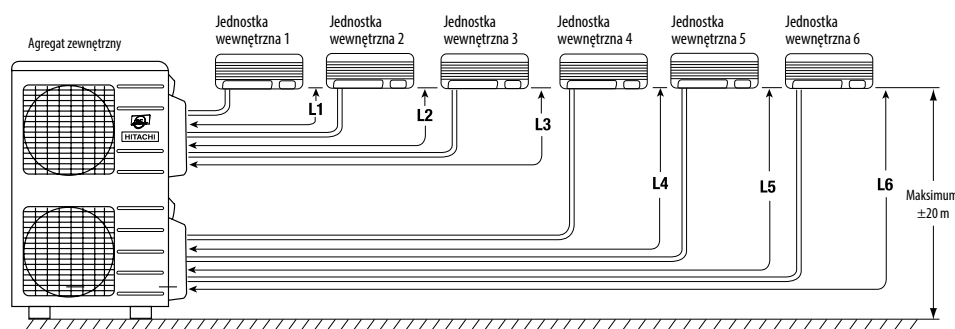 Agregat zewnętrzny
Jednostka
wewnętrzna 1
Jednostka
wewnętrzna 2
Jednostka
wewnętrzna 3
Jednostka
wewnętrzna 4
Jednostka
wewnętrzna 5
Jednostka
wewnętrzna 6
HITACHI
L1
L2
L3
L4
L5
L6
Maksimum
±20 m